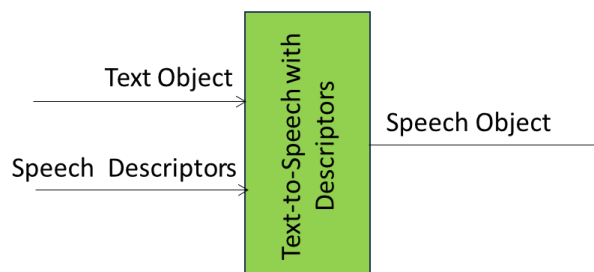 Text Object
Speech Descriptors
Text-to-Speech with
Descriptors
Speech Object